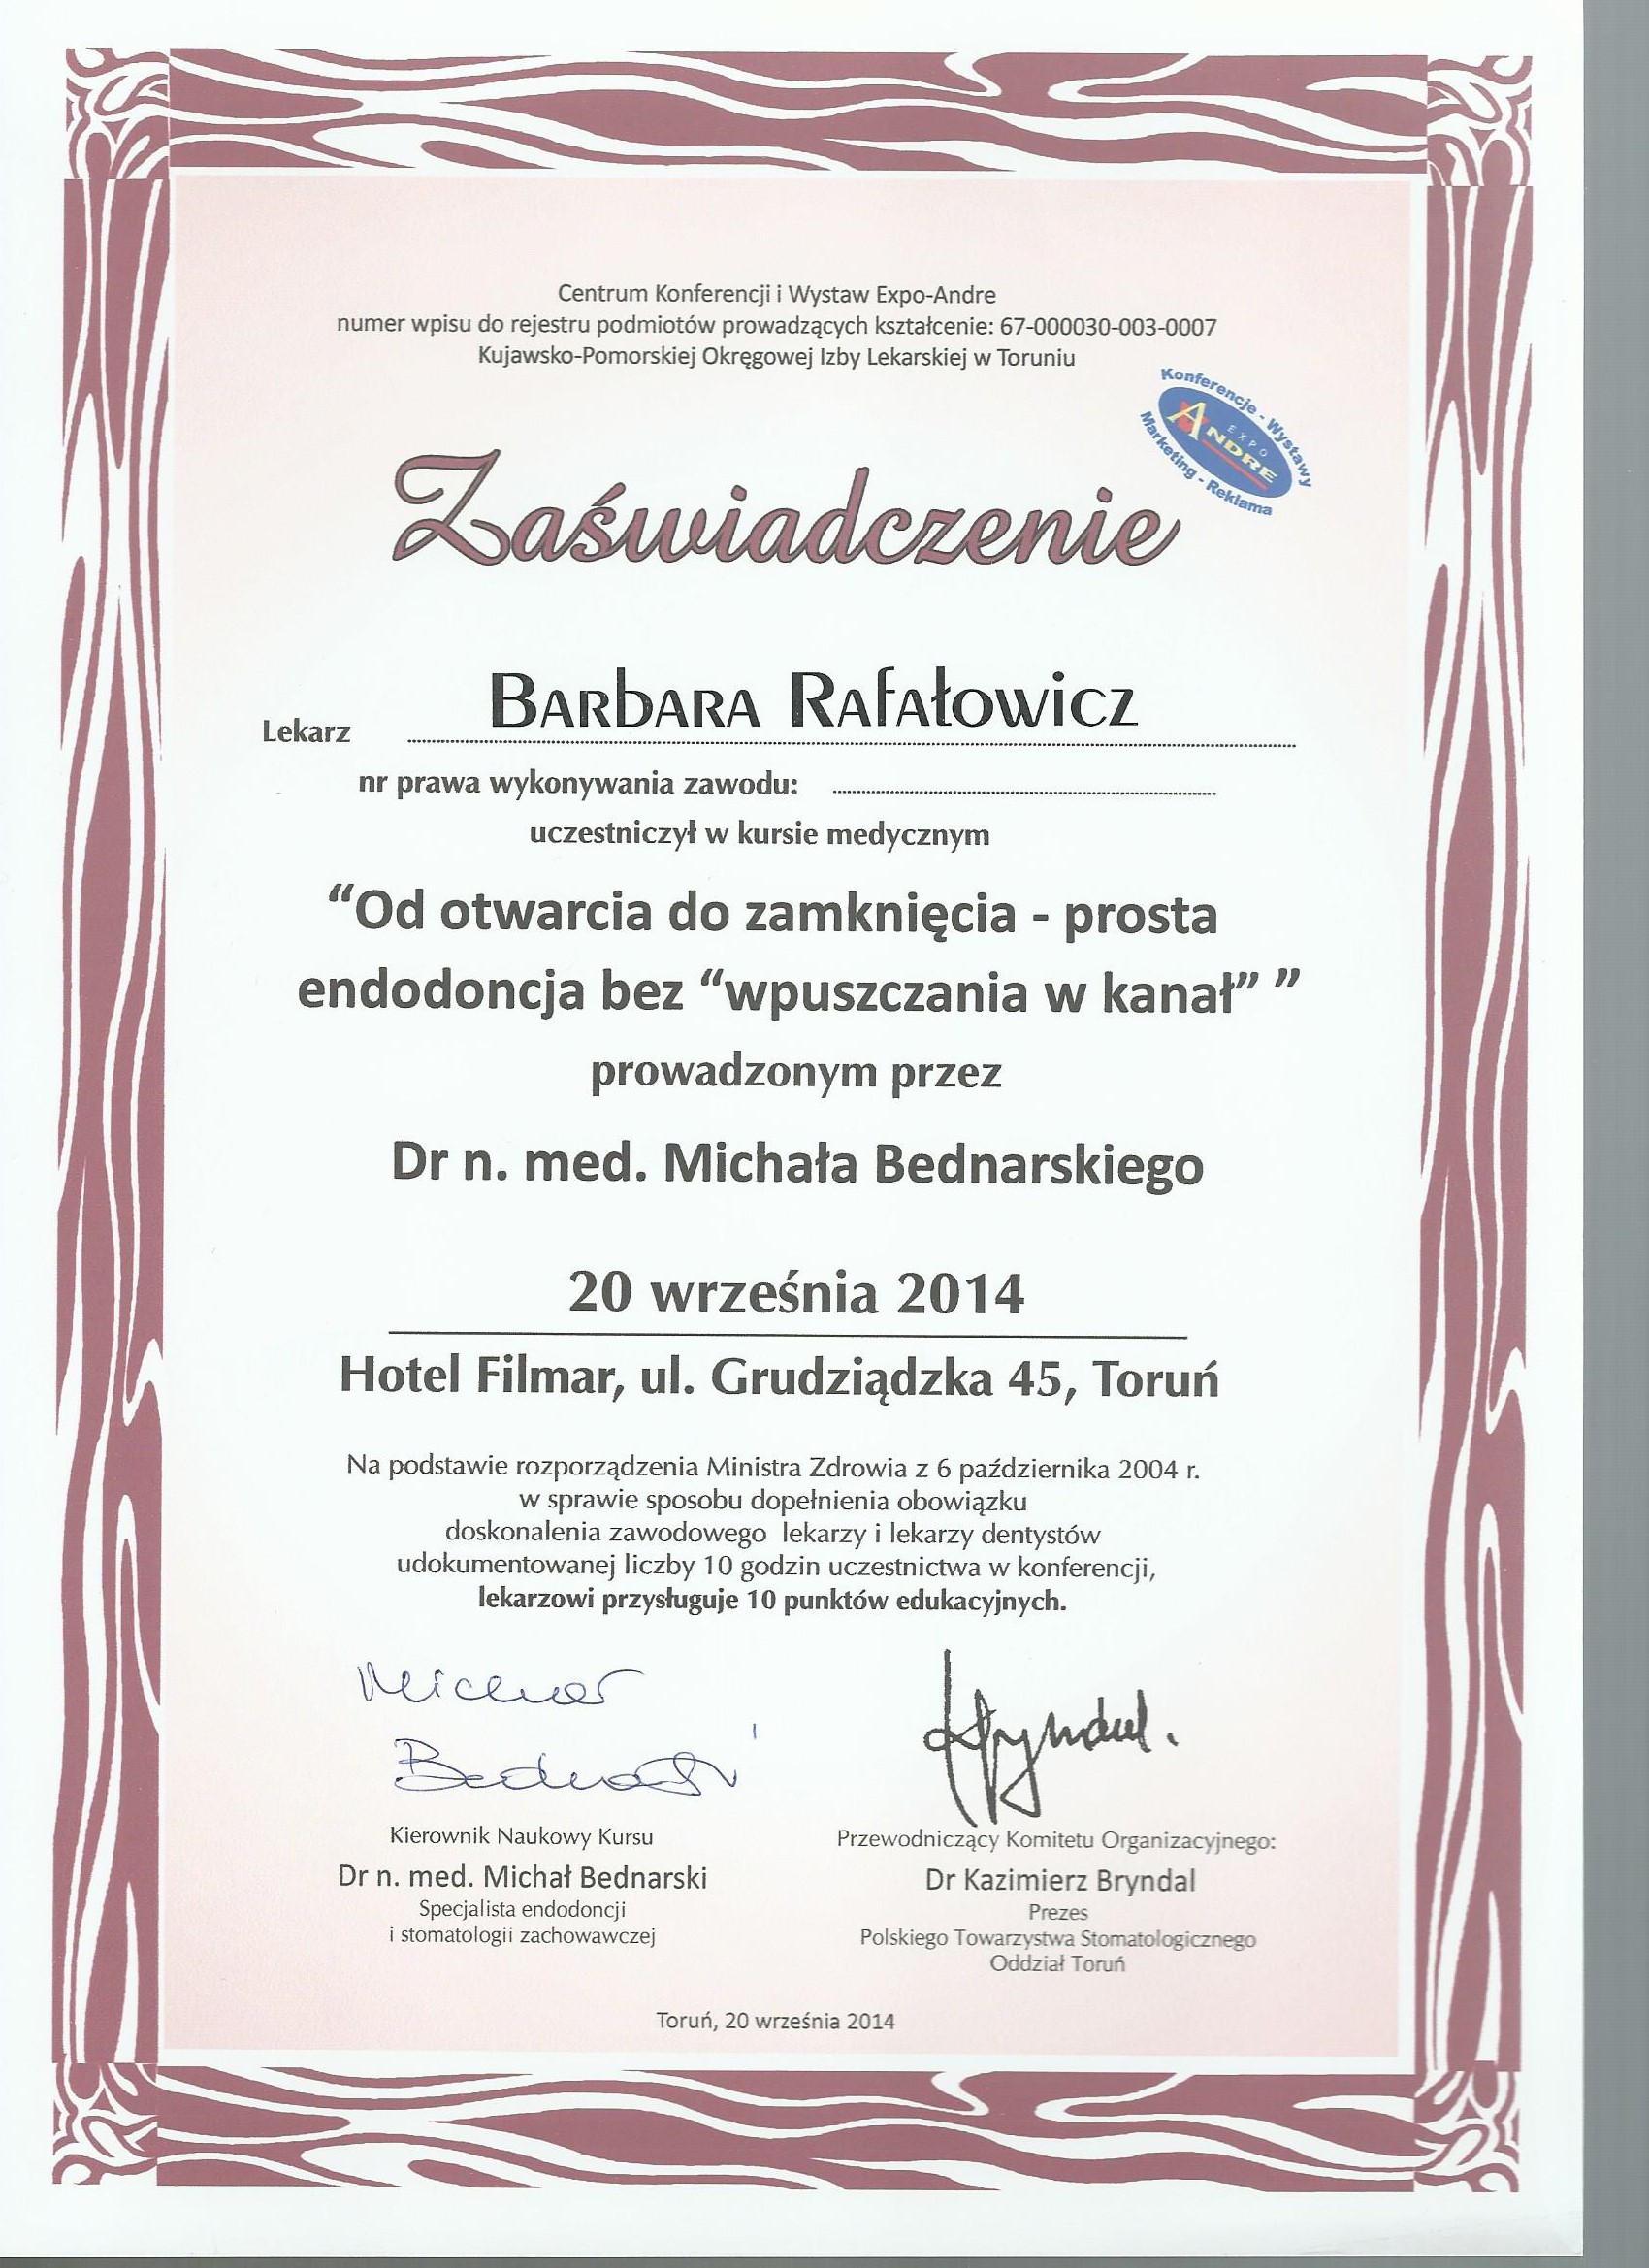 Centrum Konferencji i Wystaw Expo-Andre
numer wpisu do rejestru podmiotów prowadzących kształcenie: 67-000030-003-0007
Kujawsko-Pomorskiej Okręgowej Izby Lekarskiej w Toruniu
Konferencje - Wystawy
EXPO
ANDRE
Marketing - Reklama
Zaświadczenie
Lekarz Barbara Rafałowicz
nr prawa wykonywania zawodu:
uczestniczył w kursie medycznym
“Od otwarcia do zamknięcia - prosta
endodoncja bez “wpuszczania w kanał” ”
prowadzonym przez
Dr n. med. Michała Bednarskiego
20 września 2014
Hotel Filmar, ul. Grudziądzka 45, Toruń
Na podstawie rozporządzenia Ministra Zdrowia z 6 października 2004 r.
w sprawie sposobu dopełnienia obowiązku
doskonalenia zawodowego lekarzy i lekarzy dentystów
udokumentowanej liczby 10 godzin uczestnictwa w konferencji,
lekarzowi przysługuje 10 punktów edukacyjnych.
Kierownik Naukowy Kursu
Dr n. med. Michał Bednarski
Specjalista endodoncji
i stomatologii zachowawczej
Przewodniczący Komitetu Organizacyjnego:
Dr Kazimierz Bryndal
Prezes
Polskiego Towarzystwa Stomatologicznego
Oddział Toruń
Toruń, 20 września 2014